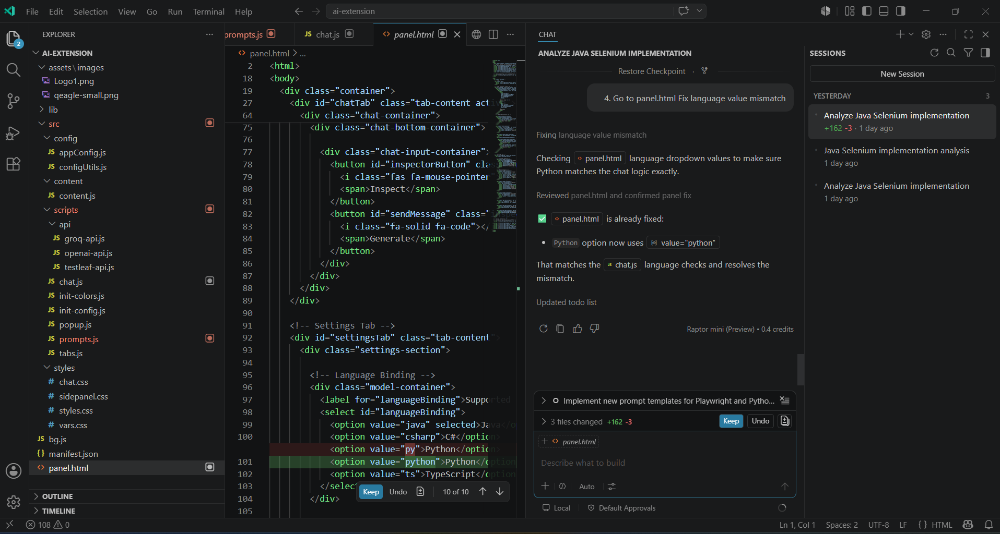 File Edit Selection View Go Run Terminal Help
ai-extension
EXPLORER
AI-EXTENSION
assets\images
Logo1.png
qeagle-small.png
lib
src
config
appConfig.js
configUtils.js
content
content.js
scripts
api
groq-api.js
openai-api.js
testleaf-api.js
chat.js
init-colors.js
init-config.js
popup.js
prompts.js
tabs.js
styles
chat.css
sidepanel.css
styles.css
vars.css
bg.js
manifest.json
panel.html
OUTLINE
TIMELINE
2
prompts.js
chat.js
panel.html
panel.html > ...
2 <html>
18 <body>
19 <div class="container">
27 <div id="chatTab" class="tab-content act
64 <div class="chat-container">
75 <div class="chat-bottom-container">
76
77 <div class="chat-input-container">
78 <button id="inspectorButton" clas
79 <i class="fas fa-mouse-pointer"
80 <span>Inspect</span>
81 </button>
82 <button id="sendMessage" class="
83 <i class="fa-solid fa-code"></
84 <span>Generate</span>
85 </button>
86 </div>
87 </div>
88 </div>
89 </div>
90
91 <!-- Settings Tab -->
92 <div id="settingsTab" class="tab-content">
93 <div class="settings-section">
94
95 <!-- Language Binding -->
96 <div class="model-container">
97 <label for="languageBinding">Supported
98 <select id="languageBinding">
99 <option value="java" selected>Java</o
100 <option value="csharp">C#</option>
<option value="py">Python</option>
101 <option value="python">Python</option
102 <option value="ts">TypeScript</option
103 </select
104 </div>
105
Keep Undo 10 of 10
CHAT
ANALYZE JAVA SELENIUM IMPLEMENTATION
Restore Checkpoint ·
4. Go to panel.html Fix language value mismatch
Fixing language value mismatch
Checking panel.html language dropdown values to make sure
Python matches the chat logic exactly.
Reviewed panel.html and confirmed panel fix
✅ panel.html is already fixed:
• Python option now uses value="python"
That matches the chat.js language checks and resolves the
mismatch.
Updated todo list
Raptor mini (Preview) • 0.4 credits
Implement new prompt templates for Playwright and Pytho...
3 files changed +162 -3 Keep Undo
panel.html
Describe what to build
Auto
Local Default Approvals
SESSIONS
New Session
YESTERDAY 3
Analyze Java Selenium implementation
+162 -3 · 1 day ago
Java Selenium implementation analysis
1 day ago
Analyze Java Selenium implementation
1 day ago
108 0
Ln 1, Col 1 Spaces: 2 UTF-8 LF { } HTML